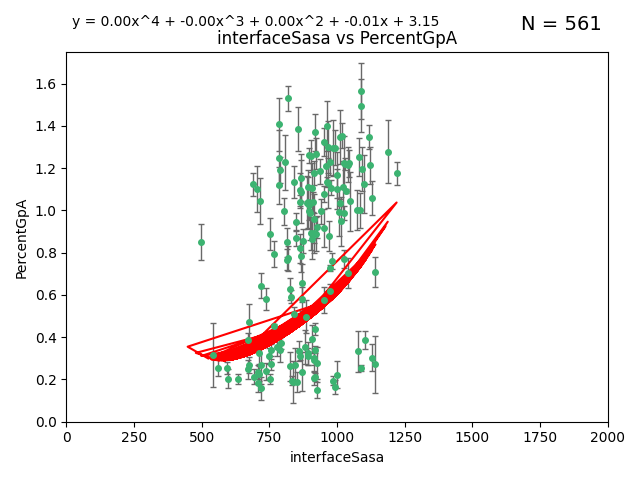 y = 0.00x^4 + -0.00x^3 + 0.00x^2 + -0.01x + 3.15
N = 561
interfaceSasa vs PercentGpA
PercentGpA
1.6
1.4
1.2
1.0
0.8
0.6
0.4
0.2
0.0
0 250 500 750 1000 1250 1500 1750 2000
interfaceSasa